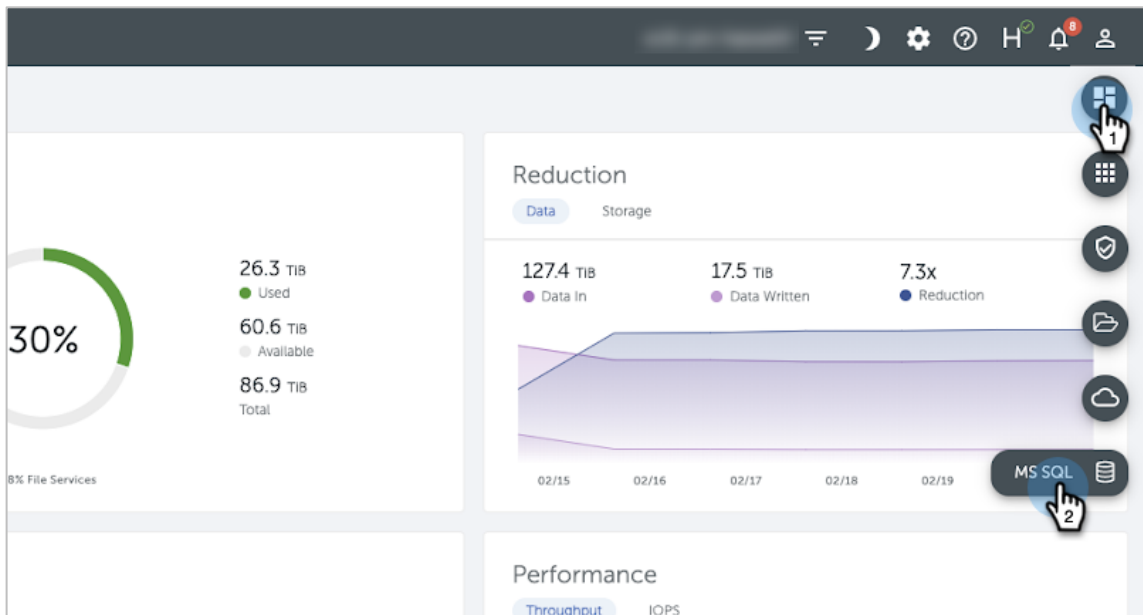 H
8
1
Reduction
Data Storage
26.3 TiB
Used
60.6 TiB
Available
86.9 TiB
Total
30%
8% File Services
127.4 TiB 17.5 TiB 7.3x
Data In Data Written Reduction
02/15 02/16 02/17 02/18 02/19
MS SQL
2
Performance
Throughput IOPS